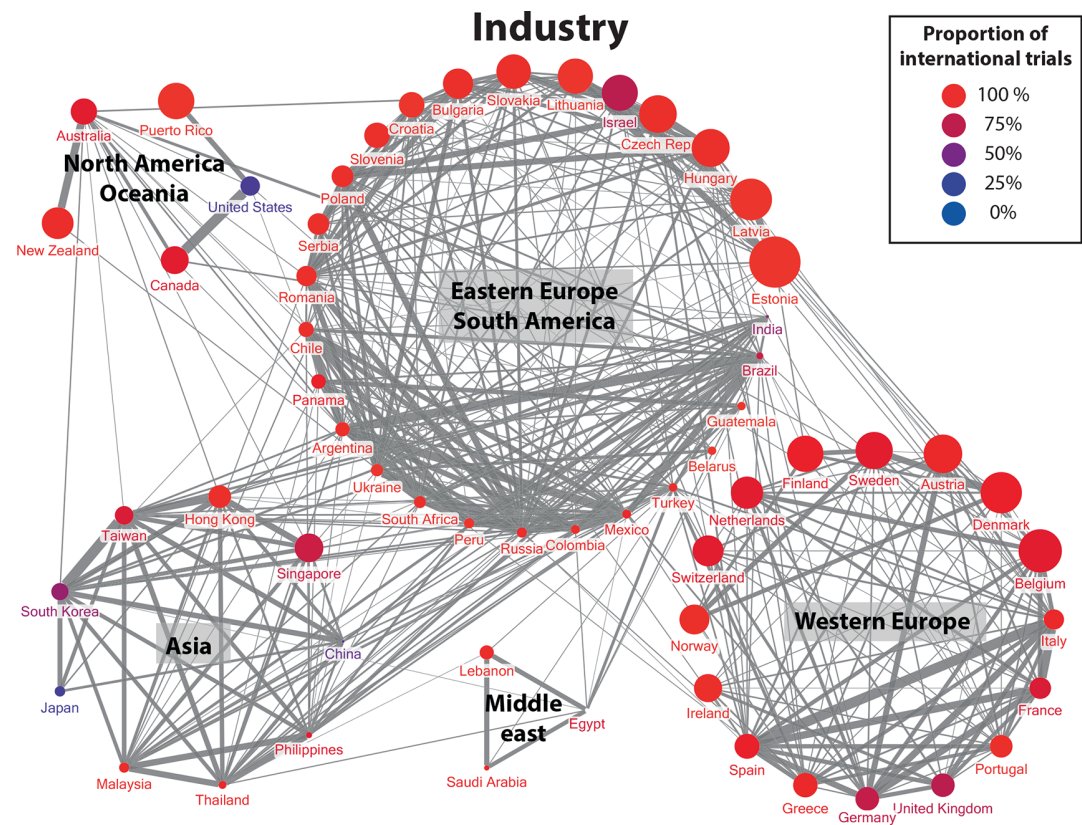 Industry
Proportion of
international trials
100 %
75%
50%
25%
0%
Slovakia
Lithuania
Bulgaria
Israel
Croatia
Czech Rep
Puerto Rico
Australia
Slovenia
Hungary
North America
Oceania
Poland
United States
Latvia
New Zealand
Serbia
Canada
Romania
Estonia
Eastern Europe
South America
India
Chile
Brazil
Panama
Guatemala
Argentina
Belarus
Ukraine
Turkey
Finland
Sweden
Austria
Hong Kong
South Africa
Netherlands
Denmark
Taiwan
Peru
Russia
Colombia
Mexico
Singapore
Switzerland
Belgium
South Korea
Western Europe
Asia
China
Norway
Italy
Lebanon
Japan
Middle
east
Egypt
Ireland
France
Philippines
Malaysia
Thailand
Saudi Arabia
Spain
Portugal
Greece
Germany
United Kingdom